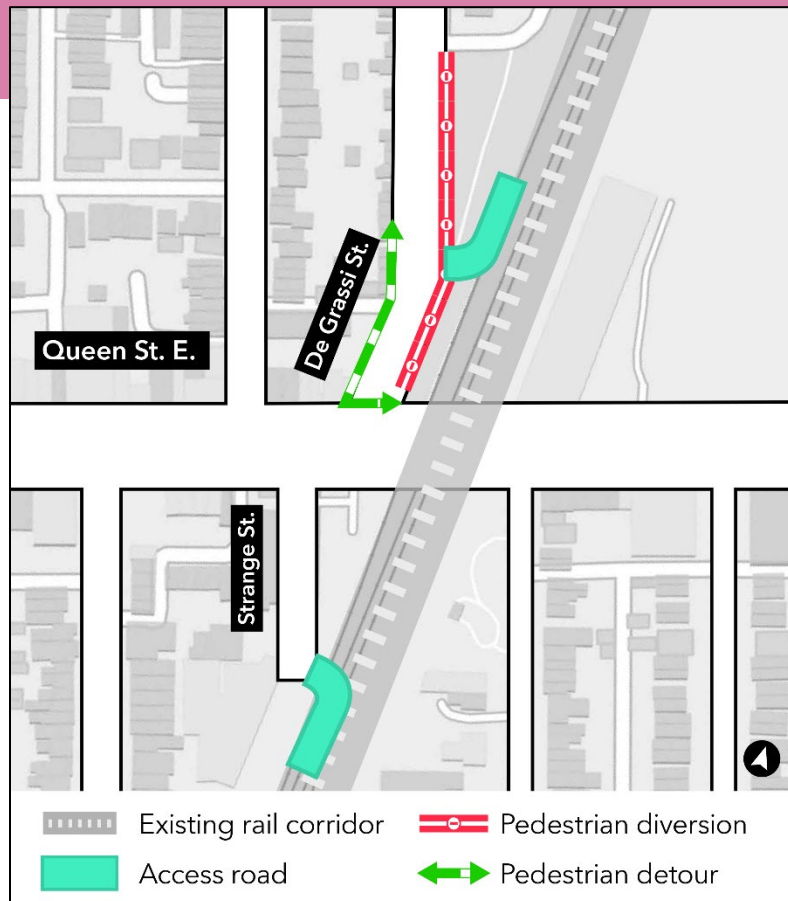 De Grassi St.
Queen St. E.
Strange St.
Existing rail corridor
Pedestrian diversion
Access road
Pedestrian detour